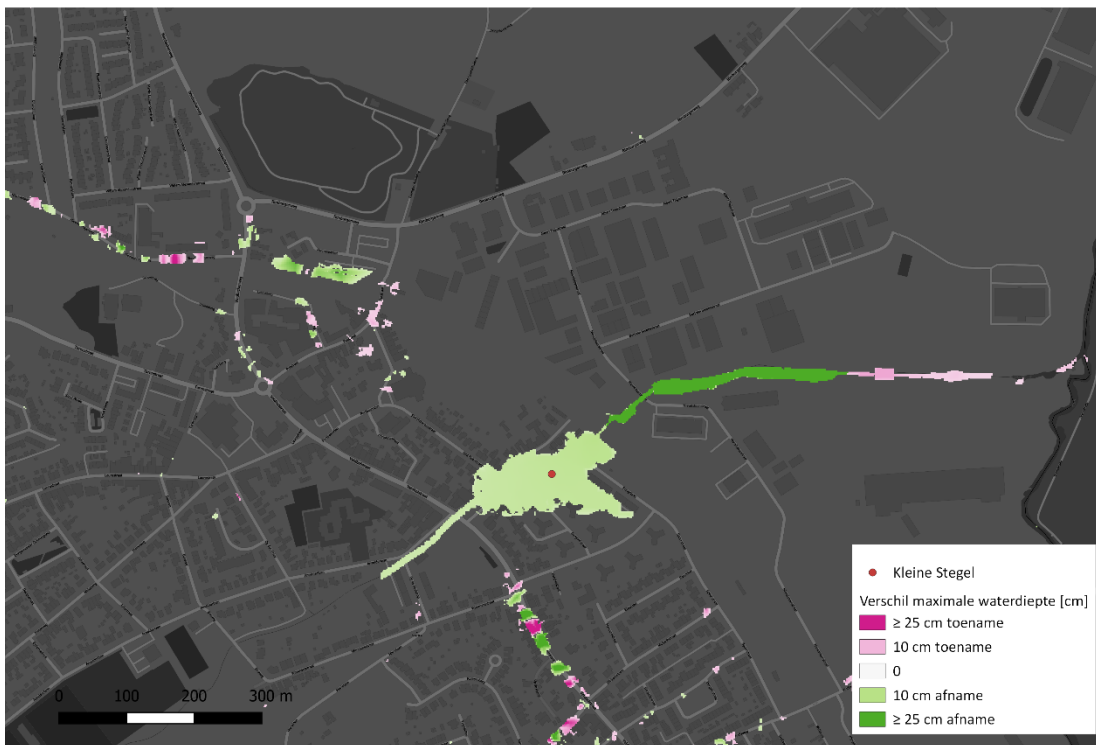 Kleine Stegel
Verschil maximale waterdiepte [cm]
≥ 25 cm toename
10 cm toename
0
10 cm afname
≥ 25 cm afname
0 100 200 300 m